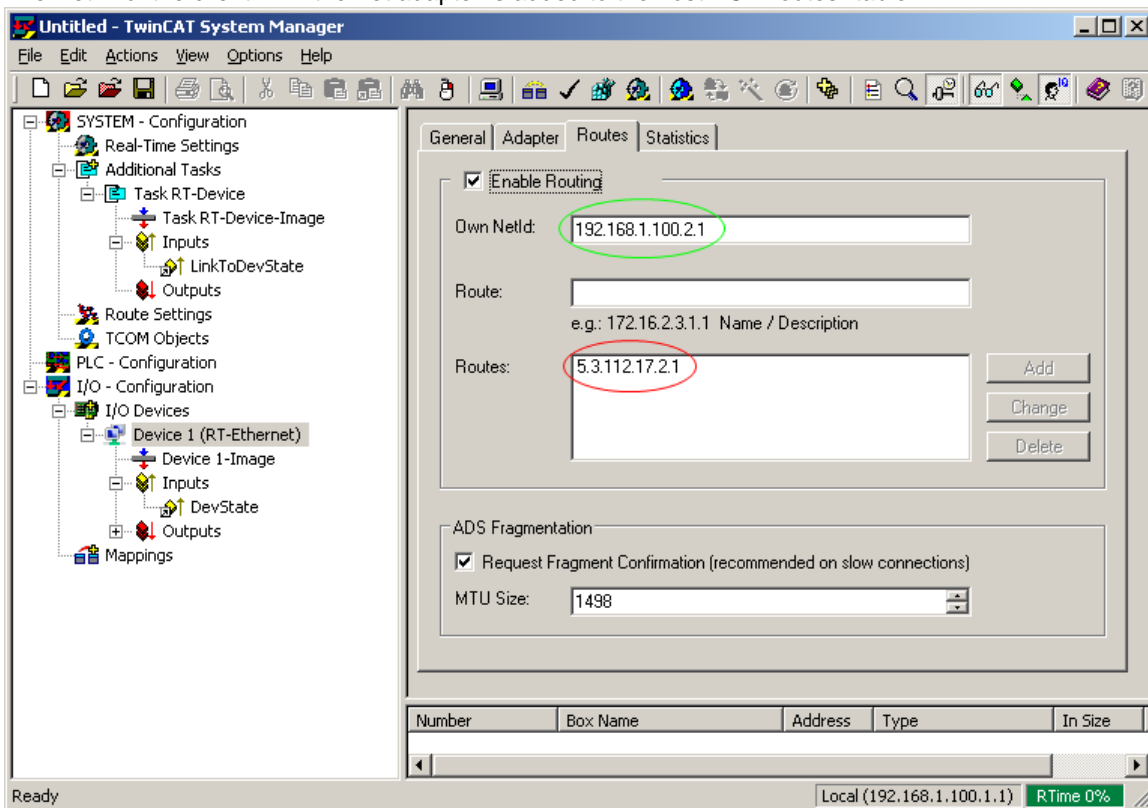 Untitled - TwinCAT System Manager
File Edit Actions View Options Help
SYSTEM - Configuration
Real-Time Settings
Additional Tasks
Task RT-Device
Task RT-Device-Image
Inputs
LinkToDevState
Outputs
Route Settings
TCOM Objects
PLC - Configuration
I/O - Configuration
I/O Devices
Device 1 (RT-Ethernet)
Device 1-Image
Inputs
DevState
Outputs
Mappings
General Adapter Routes Statistics
Enable Routing
Own NetId: 192.168.1.100.2.1
Route:
e.g.: 172.16.2.3.1.1 Name / Description
Routes: 5.3.112.17.2.1
Add
Change
Delete
ADS Fragmentation
Request Fragment Confirmation (recommended on slow connections)
MTU Size: 1498
Number Box Name Address Type In Size
Ready Local (192.168.1.100.1.1) RTime 0%